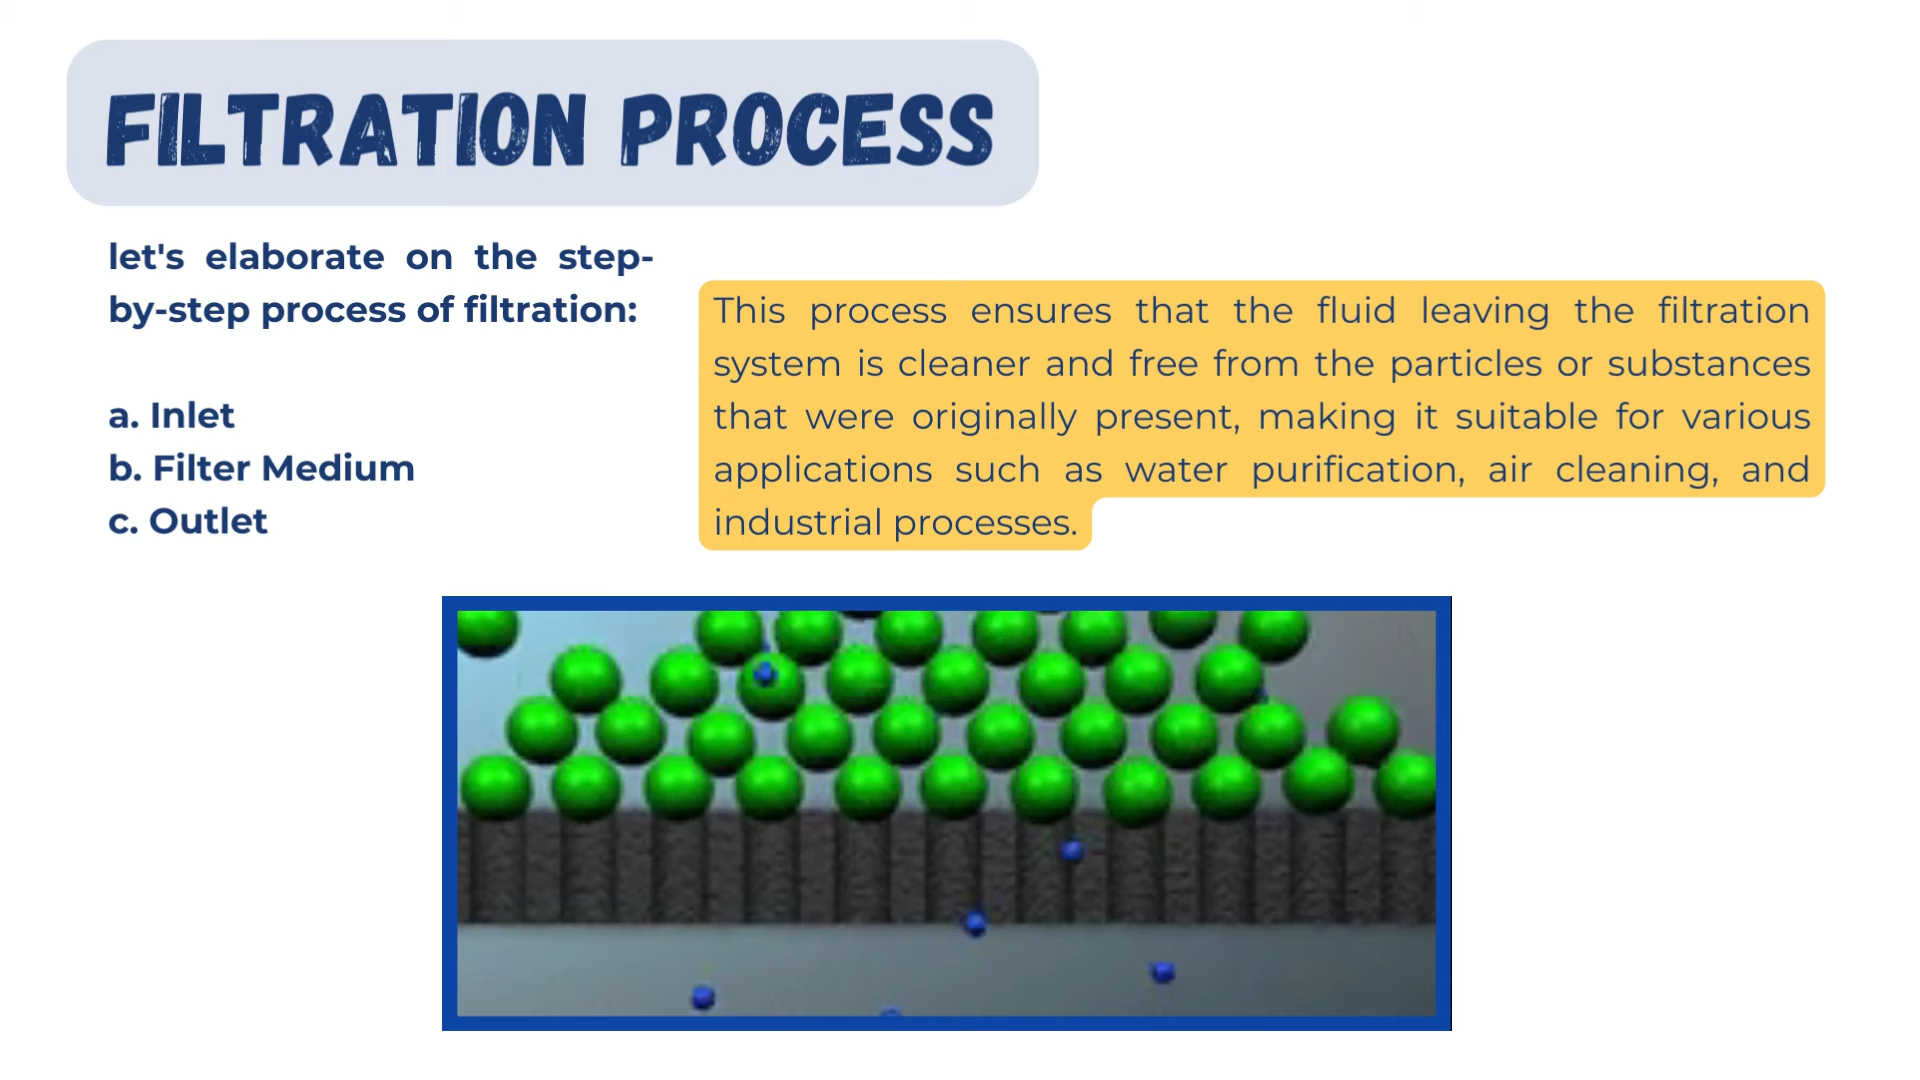 FILTRATION PROCESS
let's elaborate on the step-
by-step process of filtration:
a. Inlet
b. Filter Medium
c. Outlet
This process ensures that the fluid leaving the filtration
system is cleaner and free from the particles or substances
that were originally present, making it suitable for various
applications such as water purification, air cleaning, and
industrial processes.